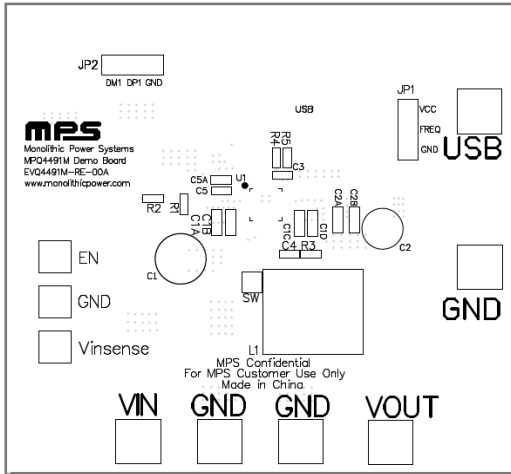 JP2
DM1 DP1 GND
USB
JP1
VCC
FREQ
GND
USB
MPS
Monolithic Power Systems
MPQ4491M Demo Board
EVQ4491M-RE-00A
www.monolithicpower.com
R4
R5
C3
C5A
C5
U1
R2
R1
C1A
C1B
C1C
C1D
C2A
C2B
C1
C2
C4
R3
EN
GND
Vinsense
SW
L1
GND
MPS Confidential
For MPS Customer Use Only
Made in China
VIN
GND
GND
VOUT